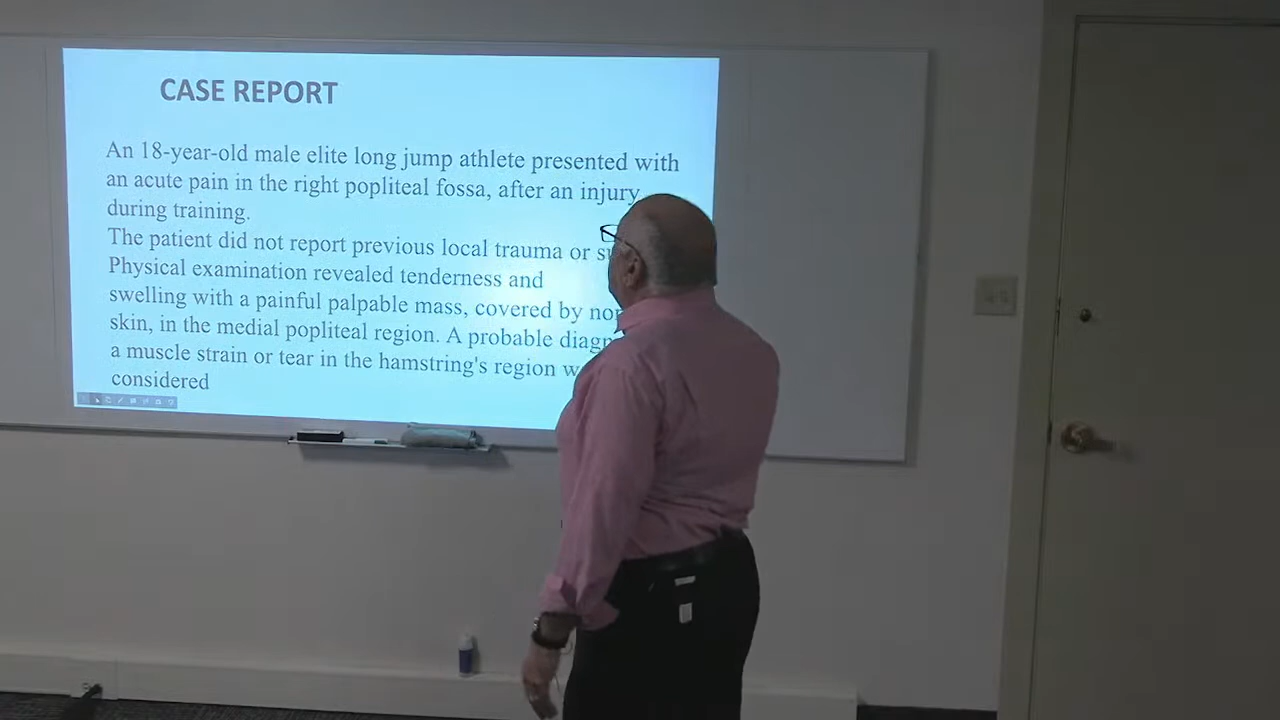 CASE REPORT
An 18-year-old male elite long jump athlete presented with
an acute pain in the right popliteal fossa, after an injury
during training.
The patient did not report previous local trauma or
Physical examination revealed tenderness and
swelling with a painful palpable mass, covered by
skin, in the medial popliteal region. A probable
a muscle strain or tear in the hamstring's region
considered